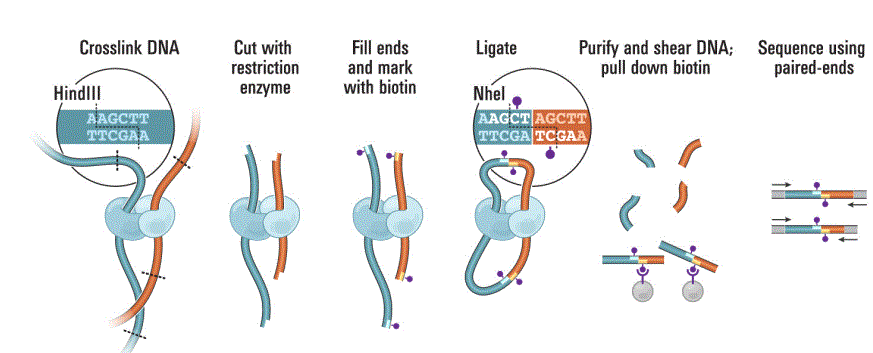 Crosslink DNA
Cut with
restriction
enzyme
Fill ends
and mark
with biotin
Ligate
Purify and shear DNA;
pull down biotin
Sequence using
paired-ends
HindIII
AAGCTT
TTCGAA
NheI
AAGCT AGCTT
TTCGA TCGAA